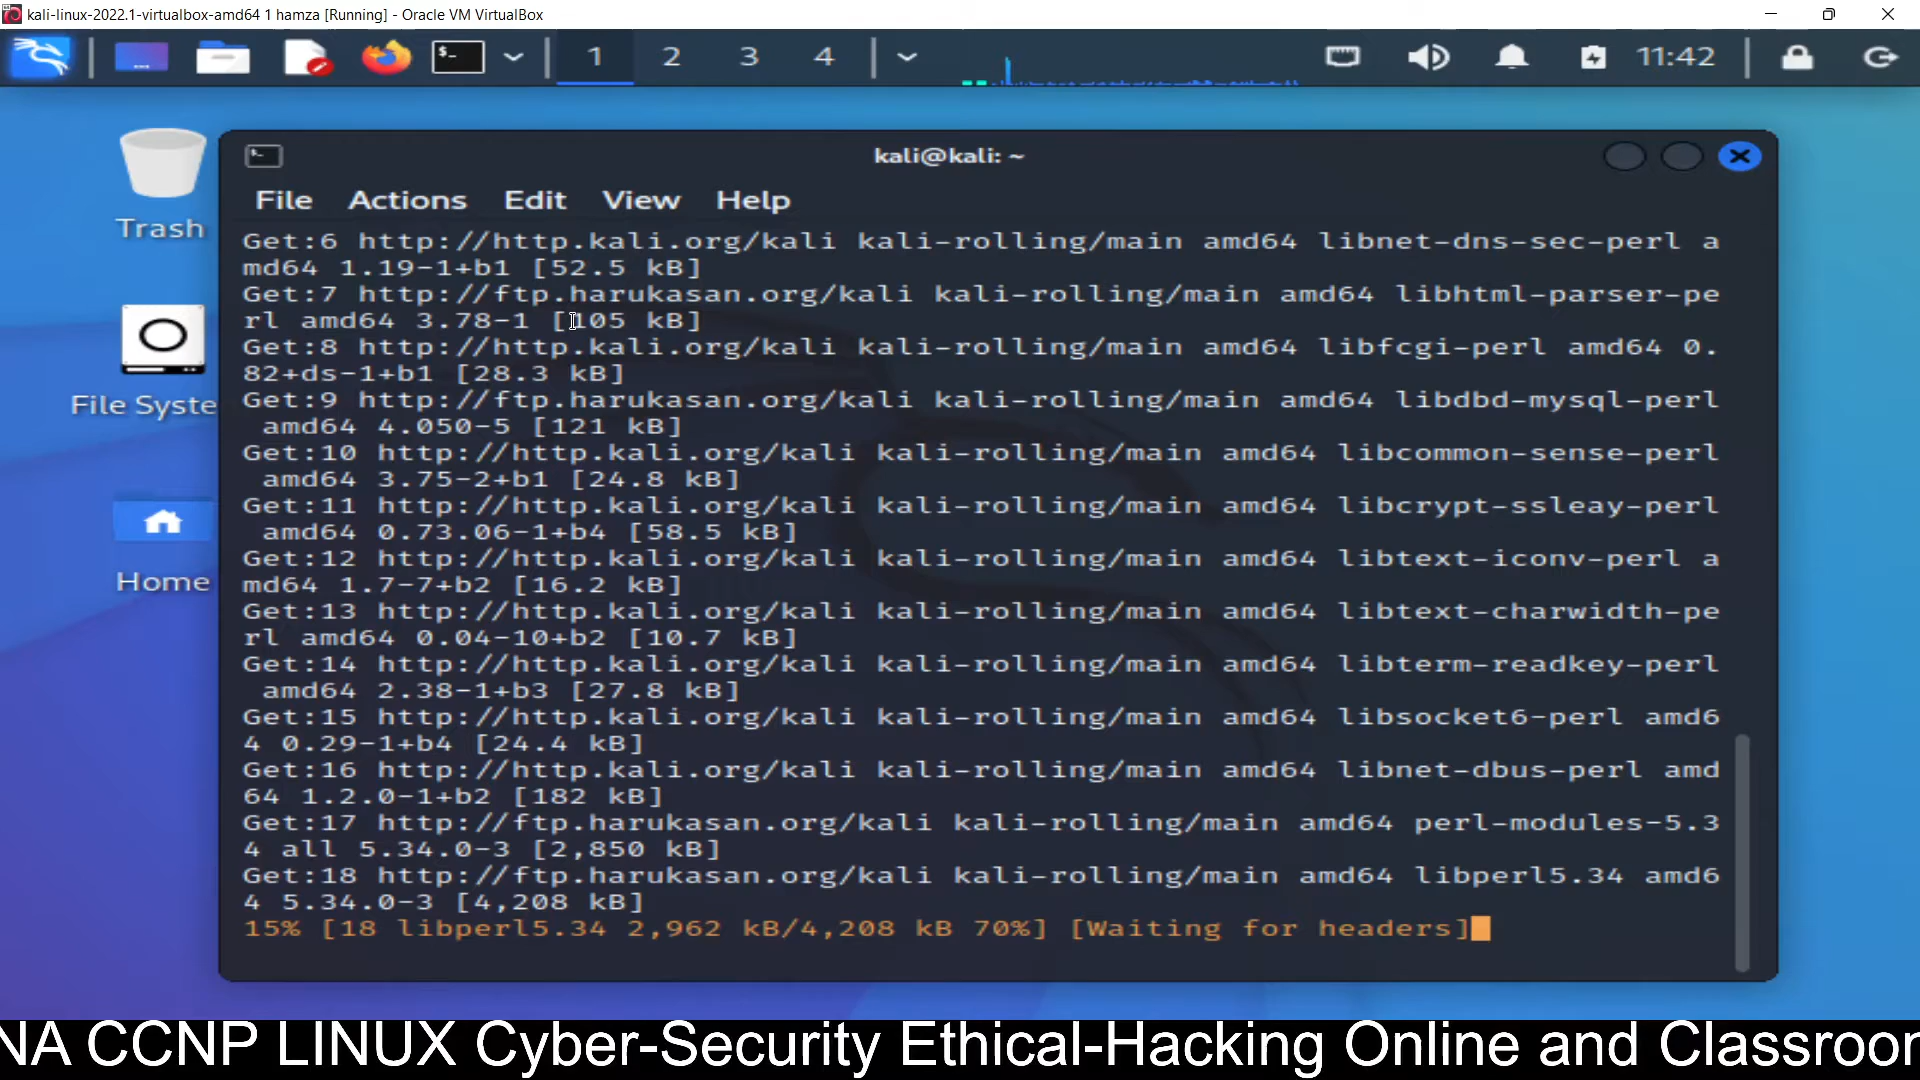 kali-linux-2022.1-virtualbox-amd64 1 hamza [Running] - Oracle VM VirtualBox
1 2 3 4 11:42
kali@kali: ~
File Actions Edit View Help
Trash
File Syste
Home
Get:6 http://http.kali.org/kali kali-rolling/main amd64 libnet-dns-sec-perl a
md64 1.19-1+b1 [52.5 kB]
Get:7 http://ftp.harukasan.org/kali kali-rolling/main amd64 libhtml-parser-pe
rl amd64 3.78-1 [105 kB]
Get:8 http://http.kali.org/kali kali-rolling/main amd64 libfcgi-perl amd64 0.
82+ds-1+b1 [28.3 kB]
Get:9 http://ftp.harukasan.org/kali kali-rolling/main amd64 libdbd-mysql-perl
amd64 4.050-5 [121 kB]
Get:10 http://http.kali.org/kali kali-rolling/main amd64 libcommon-sense-perl
amd64 3.75-2+b1 [24.8 kB]
Get:11 http://http.kali.org/kali kali-rolling/main amd64 libcrypt-ssleay-perl
amd64 0.73.06-1+b4 [58.5 kB]
Get:12 http://http.kali.org/kali kali-rolling/main amd64 libtext-iconv-perl a
md64 1.7-7+b2 [16.2 kB]
Get:13 http://http.kali.org/kali kali-rolling/main amd64 libtext-charwidth-pe
rl amd64 0.04-10+b2 [10.7 kB]
Get:14 http://http.kali.org/kali kali-rolling/main amd64 libterm-readkey-perl
amd64 2.38-1+b3 [27.8 kB]
Get:15 http://http.kali.org/kali kali-rolling/main amd64 libsocket6-perl amd6
4 0.29-1+b4 [24.4 kB]
Get:16 http://http.kali.org/kali kali-rolling/main amd64 libnet-dbus-perl amd
64 1.2.0-1+b2 [182 kB]
Get:17 http://ftp.harukasan.org/kali kali-rolling/main amd64 perl-modules-5.3
4 all 5.34.0-3 [2,850 kB]
Get:18 http://ftp.harukasan.org/kali kali-rolling/main amd64 libperl5.34 amd6
4 5.34.0-3 [4,208 kB]
15% [18 libperl5.34 2,962 kB/4,208 kB 70%] [Waiting for headers]
NA CCNP LINUX Cyber-Security Ethical-Hacking Online and Classroor